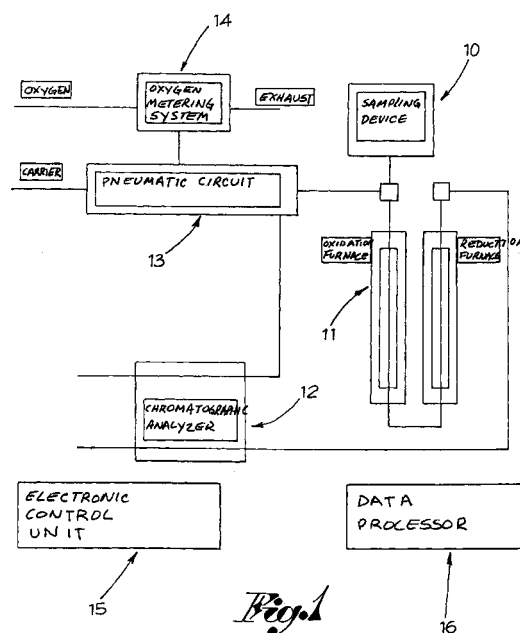 14
10
OXYGEN
OXYGEN
METERING
SYSTEM
EXHAUST
SAMPLING
DEVICE
CARRIER
PNEUMATIC CIRCUIT
13
OXIDATION
FURNACE
REDUCTION
FURNACE
11
12
CHROMATOGRAPHIC
ANALYZER
ELECTRONIC
CONTROL
UNIT
DATA
PROCESSOR
15
16
Fig.1